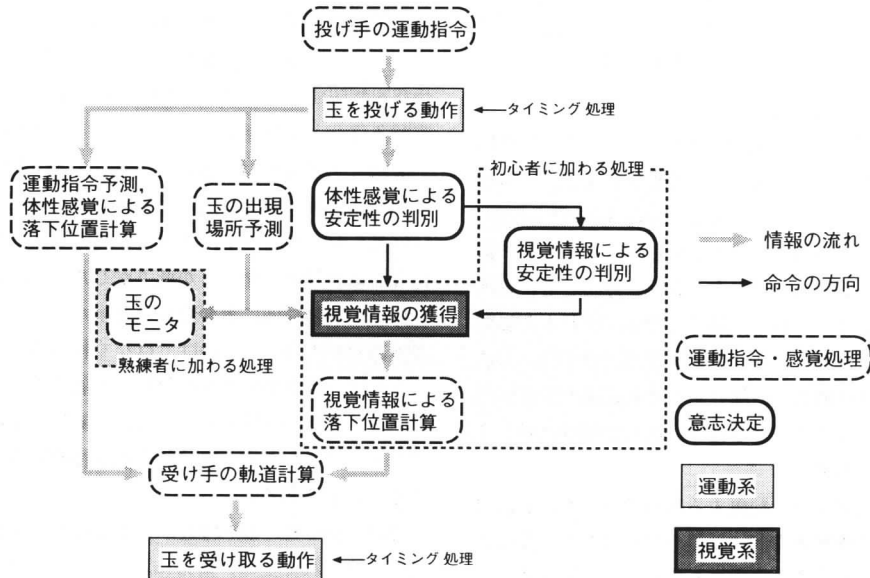 投げ手の運動指令
玉を投げる動作
タイミング処理
初心者に加わる処理
運動指令予測,
体性感覚による
落下位置計算
玉の出現
場所予測
体性感覚による
安定性の判別
視覚情報による
安定性の判別
情報の流れ
命令の方向
玉の
モニタ
視覚情報の獲得
熟練者に加わる処理
運動指令・感覚処理
視覚情報による
落下位置計算
意志決定
受け手の軌道計算
運動系
玉を受け取る動作
タイミング処理
視覚系